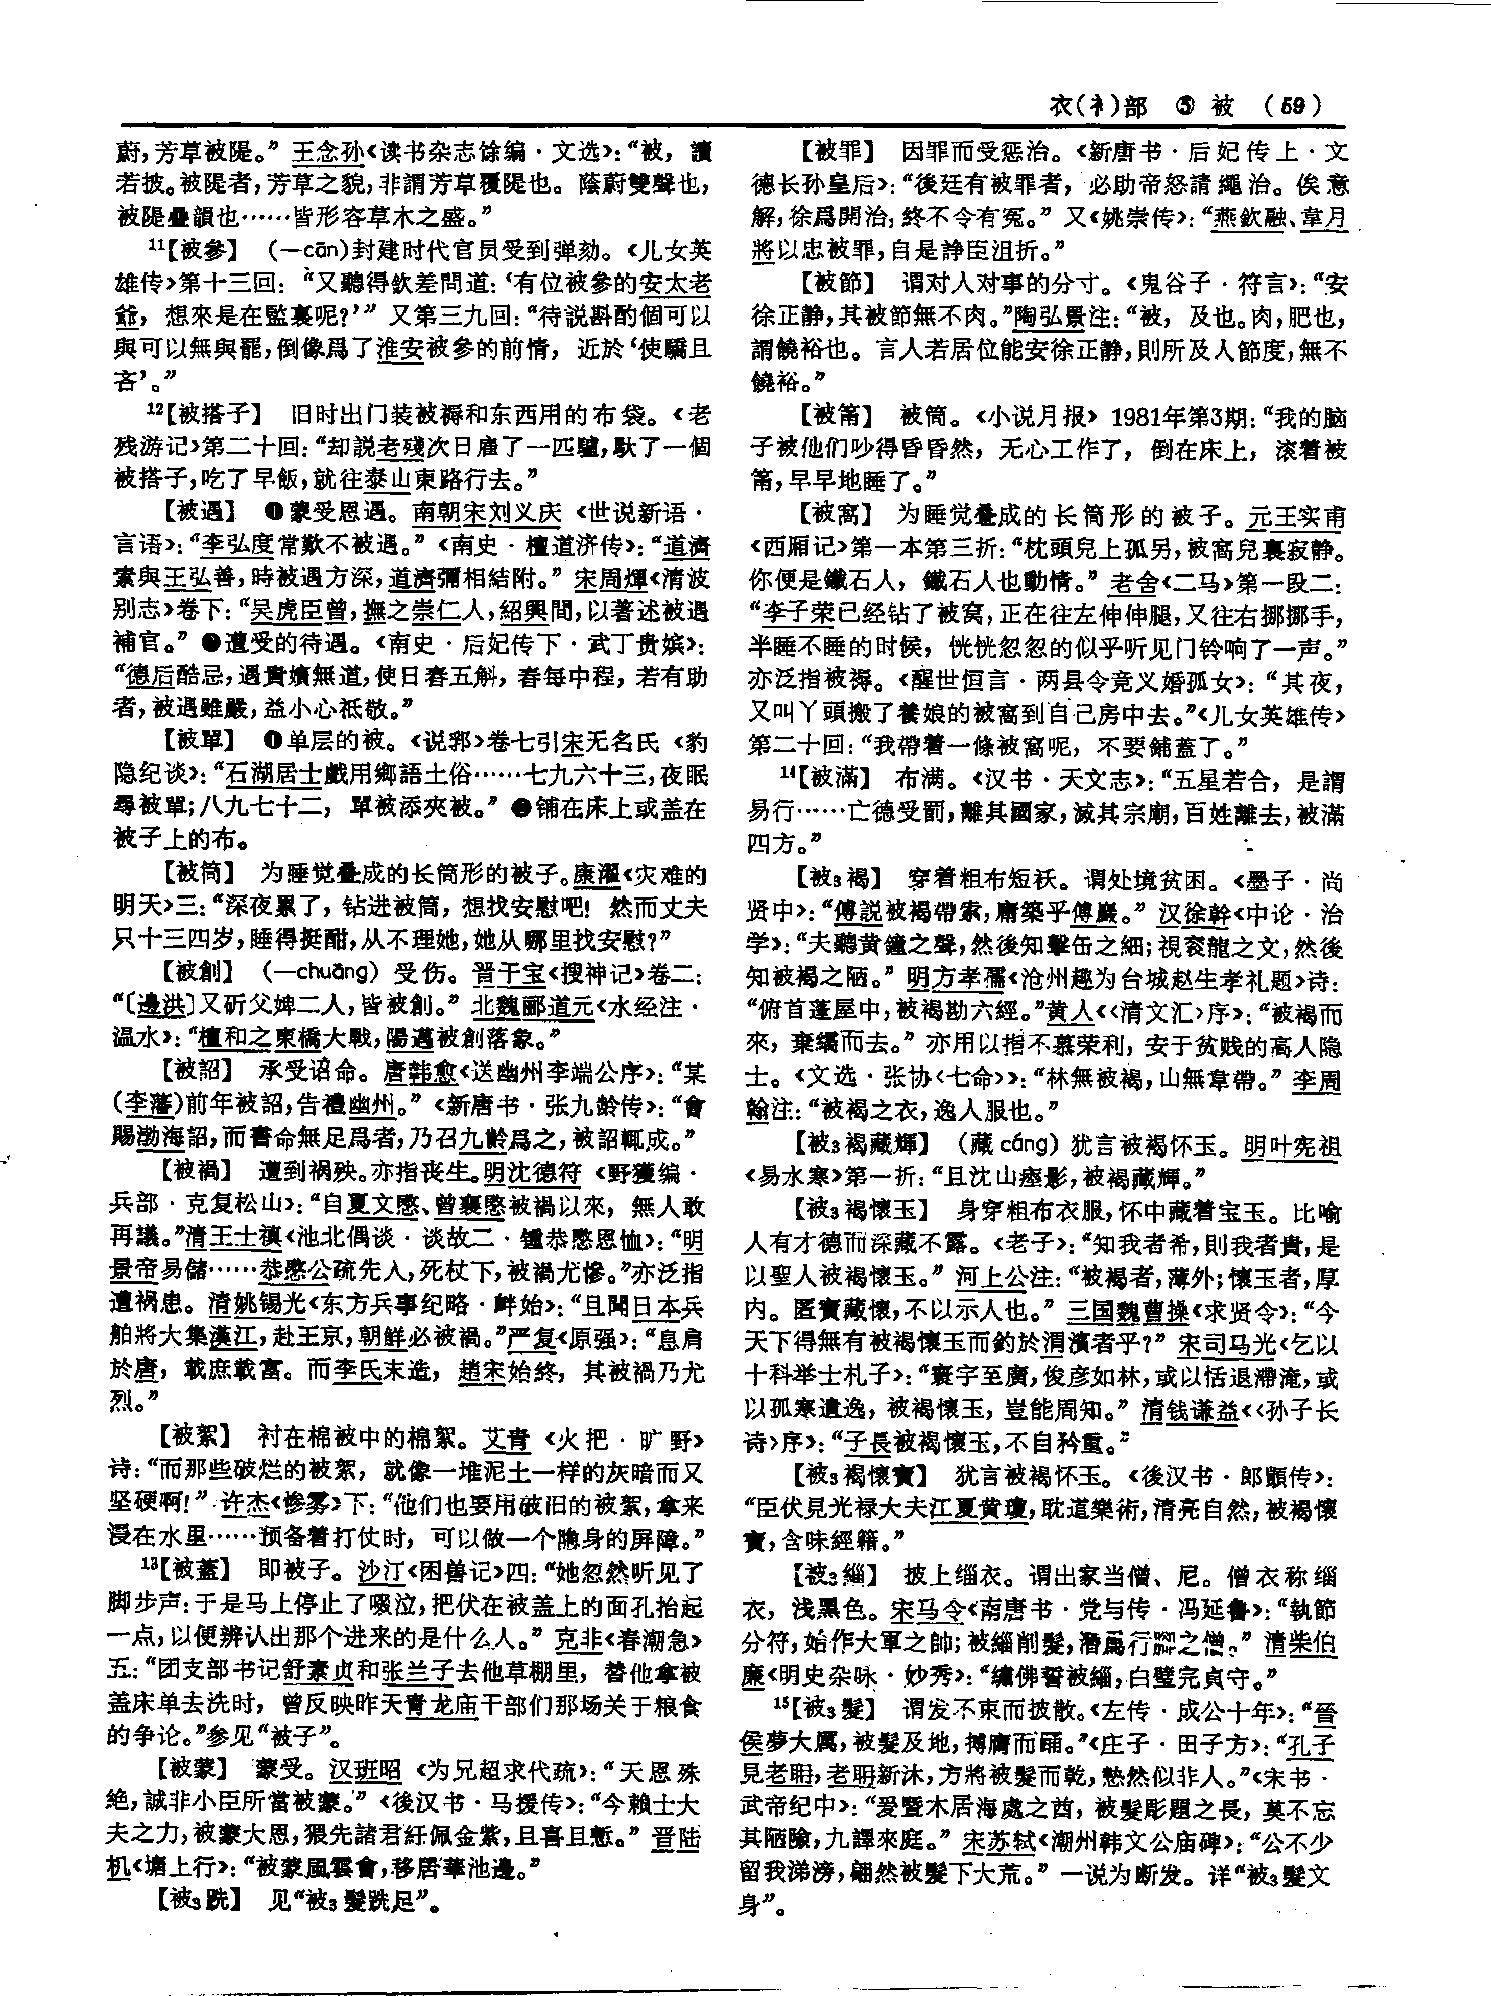 衣(衤)部 ⑤ 被 (59)
蔚,芳草被隄。”王念孙《读书杂志馀编·文选》:“被,讀
若披。被隄者,芳草之貌,非謂芳草覆隄也。蔭蔚雙聲也,
被隄疊韻也……皆形容草木之盛。”
11【被參】 (—cān)封建时代官员受到弹劾。《儿女英
雄传》第十三回:“又聽得欽差問道:‘有位被參的安太老
爺,想來是在監裏呢?’”又第三九回:“待説斟酌個可以
與可以無與罷,倒像爲了淮安被參的前情,近於‘使驕且
吝’。”
12【被搭子】 旧时出门装被褥和东西用的布袋。《老
残游记》第二十回:“却説老殘次日雇了一匹驢,馱了一個
被搭子,吃了早飯,就往泰山東路行去。”
【被遇】 ❶蒙受恩遇。南朝宋刘义庆《世说新语·
言语》:“李弘度常歎不被遇。”《南史·檀道济传》:“道濟
素與王弘善,時被遇方深,道濟彌相結附。”宋周煇《清波
别志》卷下:“吴虎臣曾,撫之崇仁人,紹興間,以著述被遇
補官。”❷遭受的待遇。《南史·后妃传下·武丁贵嫔》:
“德后酷忌,遇貴嬪無道,使日舂五斛,舂每中程,若有助
者,被遇雖嚴,益小心祗敬。”
【被單】 ❶单层的被。《说郛》卷七引宋无名氏《豹
隐纪谈》:“石湖居士戲用鄉語土俗……七九六十三,夜眠
尋被單;八九七十二,單被添夾被。”❷铺在床上或盖在
被子上的布。
【被筒】 为睡觉叠成的长筒形的被子。康濯《灾难的
明天》三:“深夜累了,钻进被筒,想找安慰吧!然而丈夫
只十三四岁,睡得挺酣,从不理她,她从哪里找安慰?”
【被創】 (—chuāng)受伤。晋干宝《搜神记》卷二:
“〔邊洪〕又斫父婢二人,皆被創。”北魏郦道元《水经注·
温水》:“檀和之東橋大戰,陽邁被創落象。”
【被詔】 承受诏命。唐韩愈《送幽州李端公序》:“某
(李藩)前年被詔,告禮幽州。”《新唐书·张九龄传》:“會
賜渤海詔,而書命無足爲者,乃召九齡爲之,被詔輒成。”
【被禍】 遭到祸殃。亦指丧生。明沈德符《野獲编·
兵部·克复松山》:“自夏文愍、曾襄愍被禍以來,無人敢
再議。”清王士禛《池北偶谈·谈故二·锺恭愍恩恤》:“明
景帝易儲……恭愍公疏先入,死杖下,被禍尤慘。”亦泛指
遭祸患。清姚锡光《东方兵事纪略·衅始》:“且聞日本兵
舶將大集漢江,赴王京,朝鮮必被禍。”严复《原强》:“息肩
於唐,載庶載富。而李氏末造,趙宋始終,其被禍乃尤
烈。”
【被絮】 衬在棉被中的棉絮。艾青《火把·旷野》
诗:“而那些破烂的被絮,就像一堆泥土一样的灰暗而又
坚硬啊!”许杰《惨雾》下:“他们也要用破旧的被絮,拿来
浸在水里……预备着打仗时,可以做一个隐身的屏障。”
13【被蓋】 即被子。沙汀《困兽记》四:“她忽然听见了
脚步声:于是马上停止了啜泣,把伏在被盖上的面孔抬起
一点,以便辨认出那个进来的是什么人。”克非《春潮急》
五:“团支部书记舒素贞和张兰子去他草棚里,替他拿被
盖床单去洗时,曾反映昨天青龙庙干部们那场关于粮食
的争论。”参见“被子”。
【被蒙】 蒙受。汉班昭《为兄超求代疏》:“天恩殊
绝,誠非小臣所當被蒙。”《後汉书·马援传》:“今賴士大
夫之力,被蒙大恩,猥先諸君紆佩金紫,且喜且慙。”晋陆
机《塘上行》:“被蒙風雲會,移居華池邊。”
【被3跣】 见“被3髮跣足”。
【被罪】 因罪而受惩治。《新唐书·后妃传上·文
德长孙皇后》:“後廷有被罪者,必助帝怒請繩治。俟意
解,徐爲開治,終不令有冤。”又《姚崇传》:“燕欽融、韋月
將以忠被罪,自是諍臣沮折。”
【被節】 谓对人对事的分寸。《鬼谷子·符言》:“安
徐正静,其被節無不肉。”陶弘景注:“被,及也。肉,肥也,
謂饒裕也。言人若居位能安徐正静,則所及人節度,無不
饒裕。”
【被筩】 被筒。《小说月报》1981年第3期:“我的脑
子被他们吵得昏昏然,无心工作了,倒在床上,滚着被
筩,早早地睡了。”
【被窩】 为睡觉叠成的长筒形的被子。元王实甫
《西厢记》第一本第三折:“枕頭兒上孤另,被窩兒裏寂静。
你便是鐵石人,鐵石人也動情。”老舍《二马》第一段二:
“李子荣已经钻了被窝,正在往左伸伸腿,又往右挪挪手,
半睡不睡的时候,恍恍忽忽的似乎听见门铃响了一声。”
亦泛指被褥。《醒世恒言·两县令竞义婚孤女》:“其夜,
又叫丫頭搬了養娘的被窩到自己房中去。”《儿女英雄传》
第二十回:“我帶着一條被窩呢,不要鋪蓋了。”
14【被滿】 布满。《汉书·天文志》:“五星若合,是謂
易行……亡德受罰,離其國家,滅其宗廟,百姓離去,被滿
四方。”
【被3褐】 穿着粗布短袄。谓处境贫困。《墨子·尚
贤中》:“傅説被褐帶索,庸築乎傅巖。”汉徐幹《中论·治
学》:“夫聽黄鐘之聲,然後知擊缶之細;視衮龍之文,然後
知被褐之陋。”明方孝孺《沧州趣为台城赵生孝礼题》诗:
“俯首蓬屋中,被褐勘六經。”黄人《〈清文汇〉序》:“被褐而
來,棄繻而去。”亦用以指不慕荣利,安于贫贱的高人隐
士。《文选·张协〈七命〉》:“林無被褐,山無韋帶。”李周
翰注:“被褐之衣,逸人服也。”
【被3褐藏輝】 (藏 cáng)犹言被褐怀玉。明叶宪祖
《易水寒》第一折:“且沈山瘞影,被褐藏輝。”
【被3褐懷玉】 身穿粗布衣服,怀中藏着宝玉。比喻
人有才德而深藏不露。《老子》:“知我者希,則我者貴,是
以聖人被褐懷玉。”河上公注:“被褐者,薄外;懷玉者,厚
内。匿寶藏懷,不以示人也。”三国魏曹操《求贤令》:“今
天下得無有被褐懷玉而釣於渭濱者乎?”宋司马光《乞以
十科举士札子》:“寰宇至廣,俊彦如林,或以恬退滯淹,或
以孤寒遺逸,被褐懷玉,豈能周知。”清钱谦益《〈孙子长
诗〉序》:“子長被褐懷玉,不自矜重。”
【被3褐懷寶】 犹言被褐怀玉。《後汉书·郎顗传》:
“臣伏見光禄大夫江夏黄瓊,耽道樂術,清亮自然,被褐懷
寶,含味經籍。”
【被3緇】 披上缁衣。谓出家当僧、尼。僧衣称缁
衣,浅黑色。宋马令《南唐书·党与传·冯延鲁》:“執節
分符,始作大軍之帥;被緇削髮,潛爲行脚之僧。”清柴伯
廉《明史杂咏·妙秀》:“繡佛誓被緇,白璧完貞守。”
15【被3髮】 谓发不束而披散。《左传·成公十年》:“晉
侯夢大厲,被髮及地,搏膺而踊。”《庄子·田子方》:“孔子
見老聃,老聃新沐,方將被髮而乾,慹然似非人。”《宋书·
武帝纪中》:“爰暨木居海處之酋,被髮彫題之長,莫不忘
其陋險,九譯來庭。”宋苏轼《潮州韩文公庙碑》:“公不少
留我涕滂,翩然被髮下大荒。”一说为断发。详“被3髮文
身”。